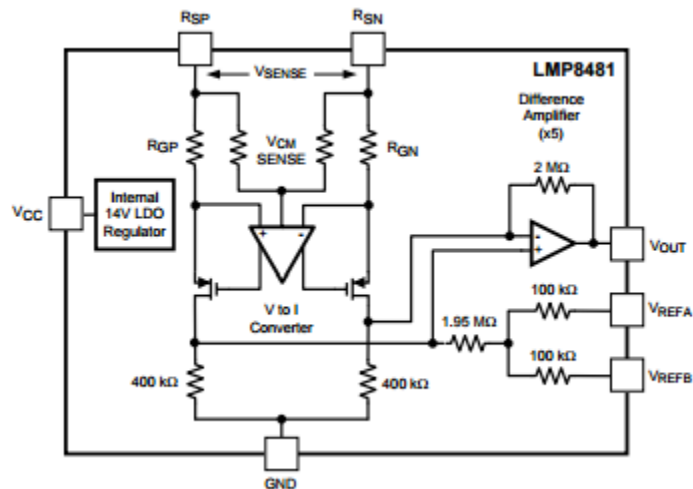 RSP
RSN
VSENSE
LMP8481
Difference
Amplifier
(x5)
RGP
VCM
SENSE
RGN
2 MΩ
VCC
Internal
14V LDO
Regulator
+
-
-
+
VOUT
V to I
Converter
100 kΩ
VREFA
1.95 MΩ
100 kΩ
VREFB
400 kΩ
400 kΩ
GND